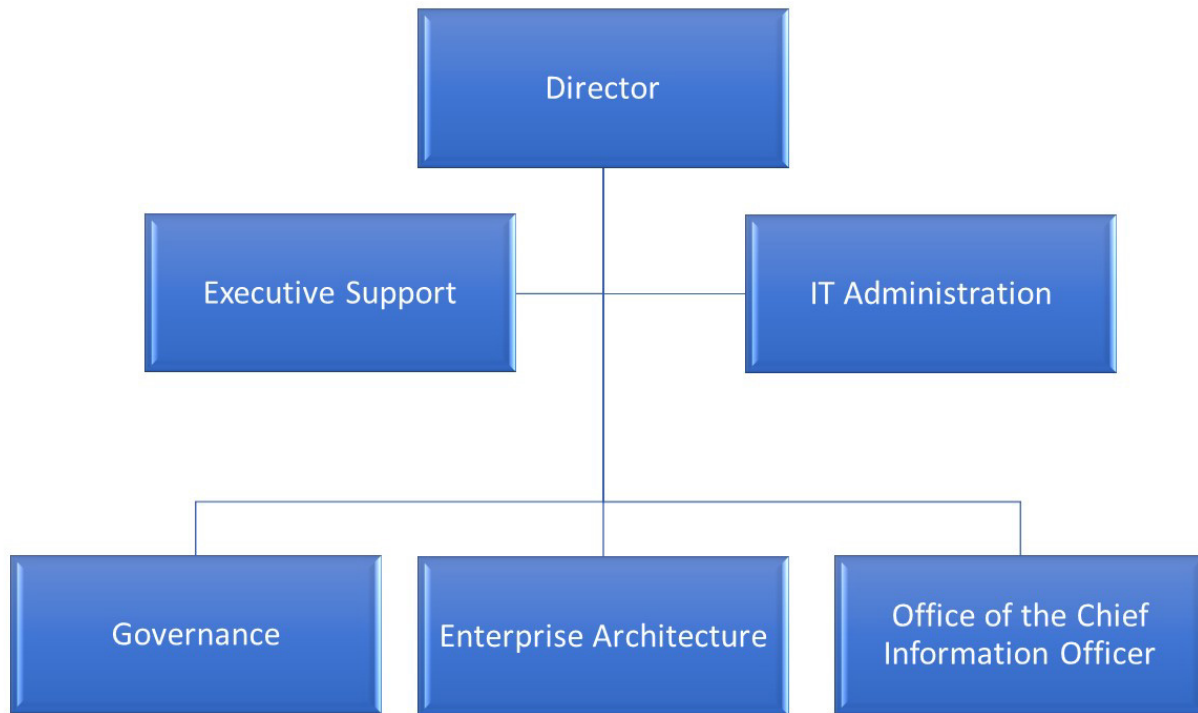 Director
Executive Support
IT Administration
Governance
Enterprise Architecture
Office of the Chief
Information Officer